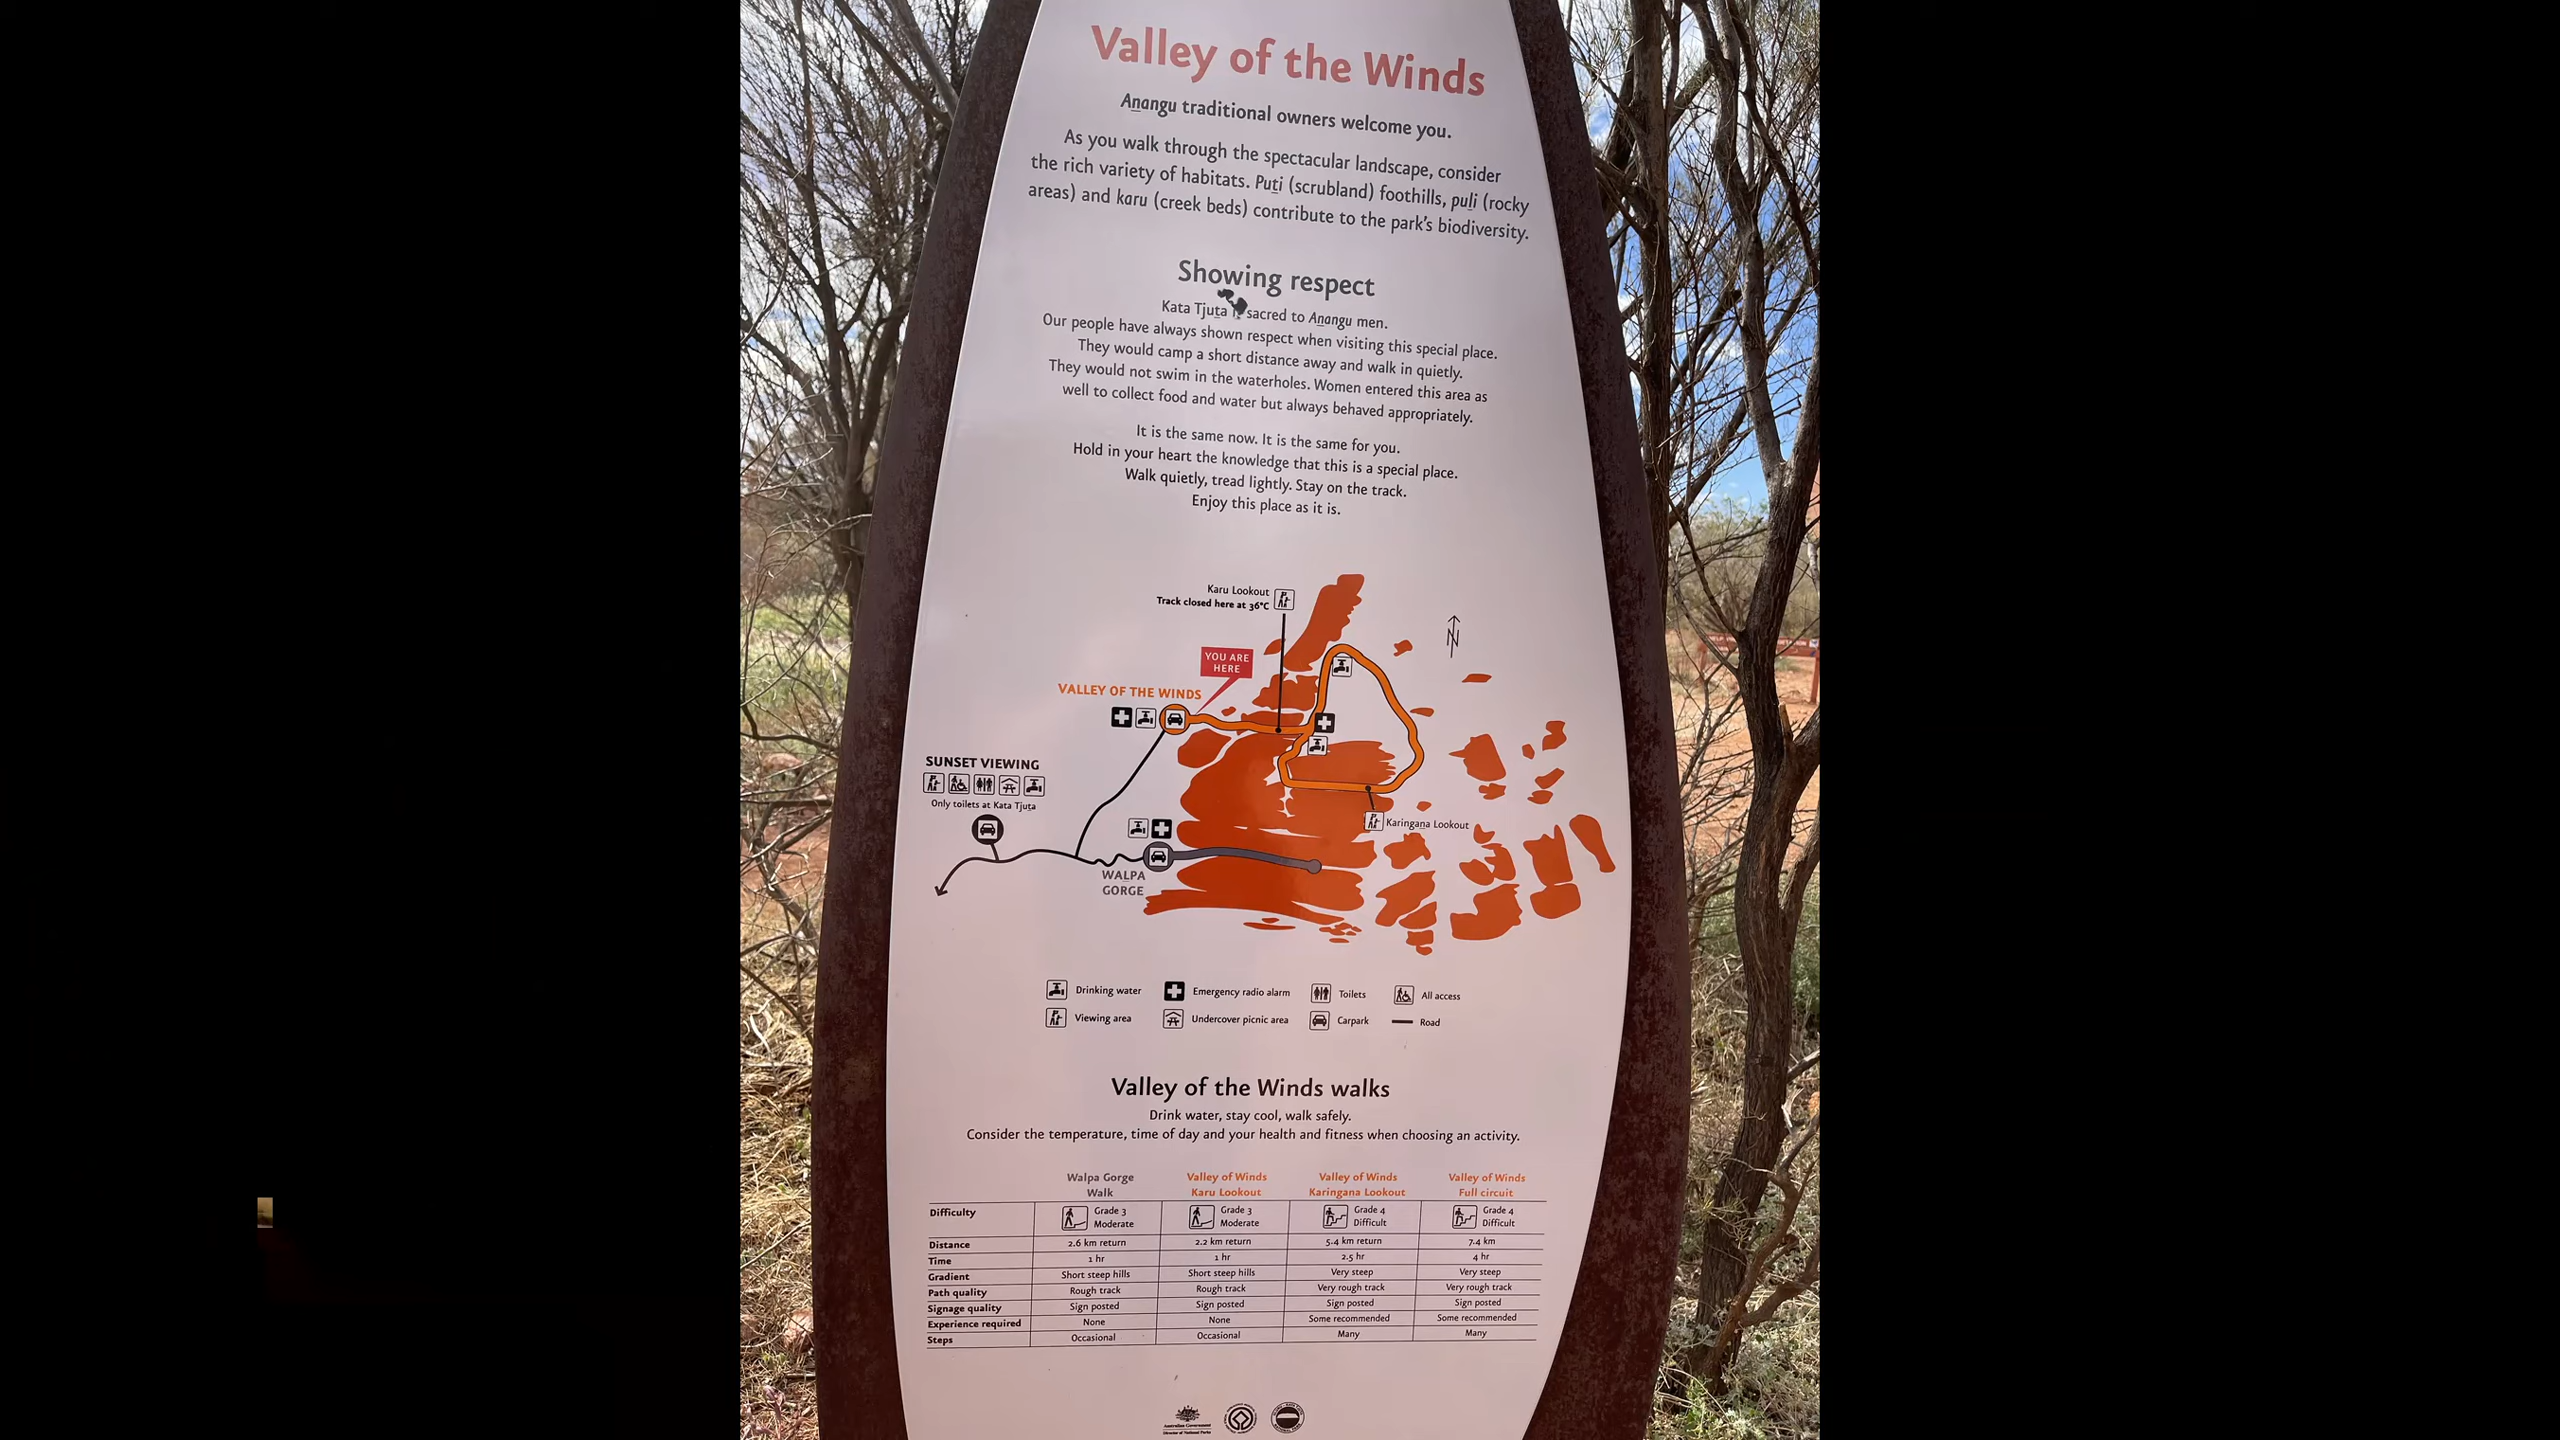 Valley of the Winds
Aṉangu traditional owners welcome you.
As you walk through the spectacular landscape, consider
the rich variety of habitats. Puṯi (scrubland) foothills, puḻi (rocky
areas) and karu (creek beds) contribute to the park's biodiversity.
Showing respect
Kata Tjuṯa is sacred to Aṉangu men.
Our people have always shown respect when visiting this special place.
They would camp a short distance away and walk in quietly.
They would not swim in the waterholes. Women entered this area as
well to collect food and water but always behaved appropriately.
It is the same now. It is the same for you.
Hold in your heart the knowledge that this is a special place.
Walk quietly, tread lightly. Stay on the track.
Enjoy this place as it is.
Karu Lookout
Track closed here at 36°C
N
YOU ARE
HERE
VALLEY OF THE WINDS
SUNSET VIEWING
Only toilets at Kata Tjuṯa
Karingana Lookout
WALPA
GORGE
Drinking water Emergency radio alarm Toilets All access
Viewing area Undercover picnic area Carpark Road
Valley of the Winds walks
Drink water, stay cool, walk safely.
Consider the temperature, time of day and your health and fitness when choosing an activity.
Walpa Gorge Valley of Winds Valley of Winds Valley of Winds
Walk Karu Lookout Karingana Lookout Full circuit
Difficulty Grade 3 Grade 3 Grade 4 Grade 4
Moderate Moderate Difficult Difficult
Distance 2.6 km return 2.2 km return 5.4 km return 7.4 km
Time 1 hr 1 hr 2.5 hr 4 hr
Gradient Short steep hills Short steep hills Very steep Very steep
Path quality Rough track Rough track Very rough track Very rough track
Signage quality Sign posted Sign posted Sign posted Sign posted
Experience required None None Some recommended Some recommended
Steps Occasional Occasional Many Many
Australian Government
Director of National Parks